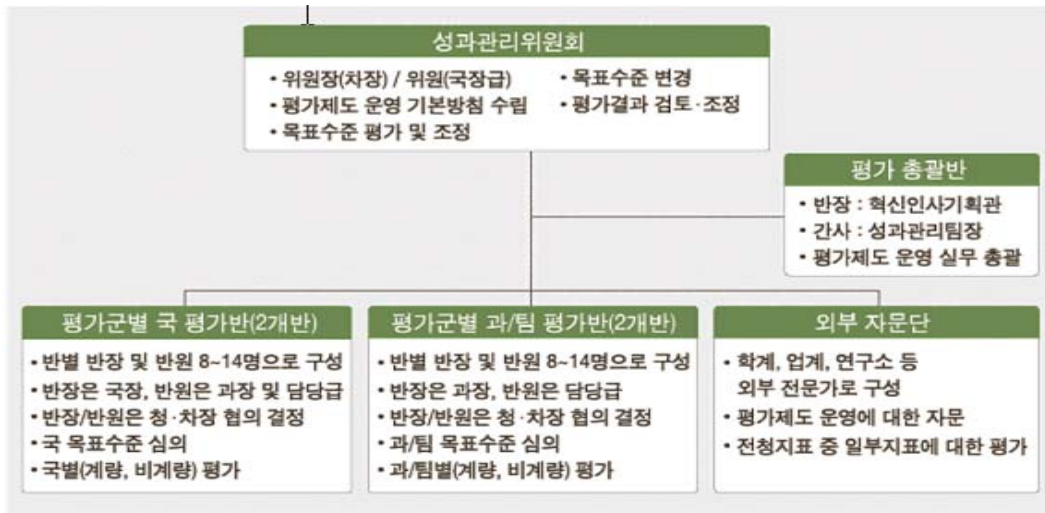 성과관리위원회
• 위원장(차장) / 위원(국장급)
• 평가제도 운영 기본방침 수립
• 목표수준 평가 및 조정
• 목표수준 변경
• 평가결과 검토·조정
평가 총괄반
• 반장 : 혁신인사기획관
• 간사 : 성과관리팀장
• 평가제도 운영 실무 총괄
평가군별 국 평가반(2개반)
• 반별 반장 및 반원 8~14명으로 구성
• 반장은 국장, 반원은 과장 및 담당급
• 반장/반원은 청·차장 협의 결정
• 국 목표수준 심의
• 국별(계량, 비계량) 평가
평가군별 과/팀 평가반(2개반)
• 반별 반장 및 반원 8~14명으로 구성
• 반장은 과장, 반원은 담당급
• 반장/반원은 청·차장 협의 결정
• 과/팀 목표수준 심의
• 과/팀별(계량, 비계량) 평가
외부 자문단
• 학계, 업계, 연구소 등
외부 전문가로 구성
• 평가제도 운영에 대한 자문
• 전청지표 중 일부지표에 대한 평가